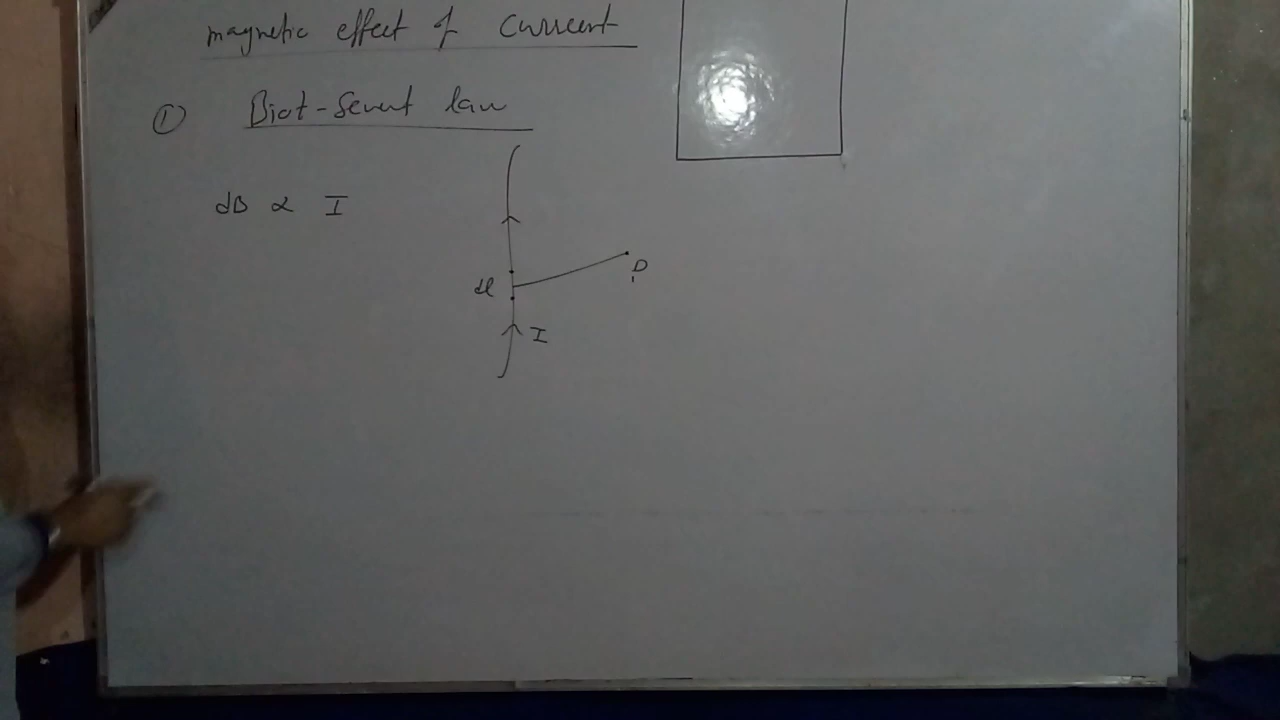 magnetic effect of Current
① Biot-Savart law
dB ∝ I
dl
P
I